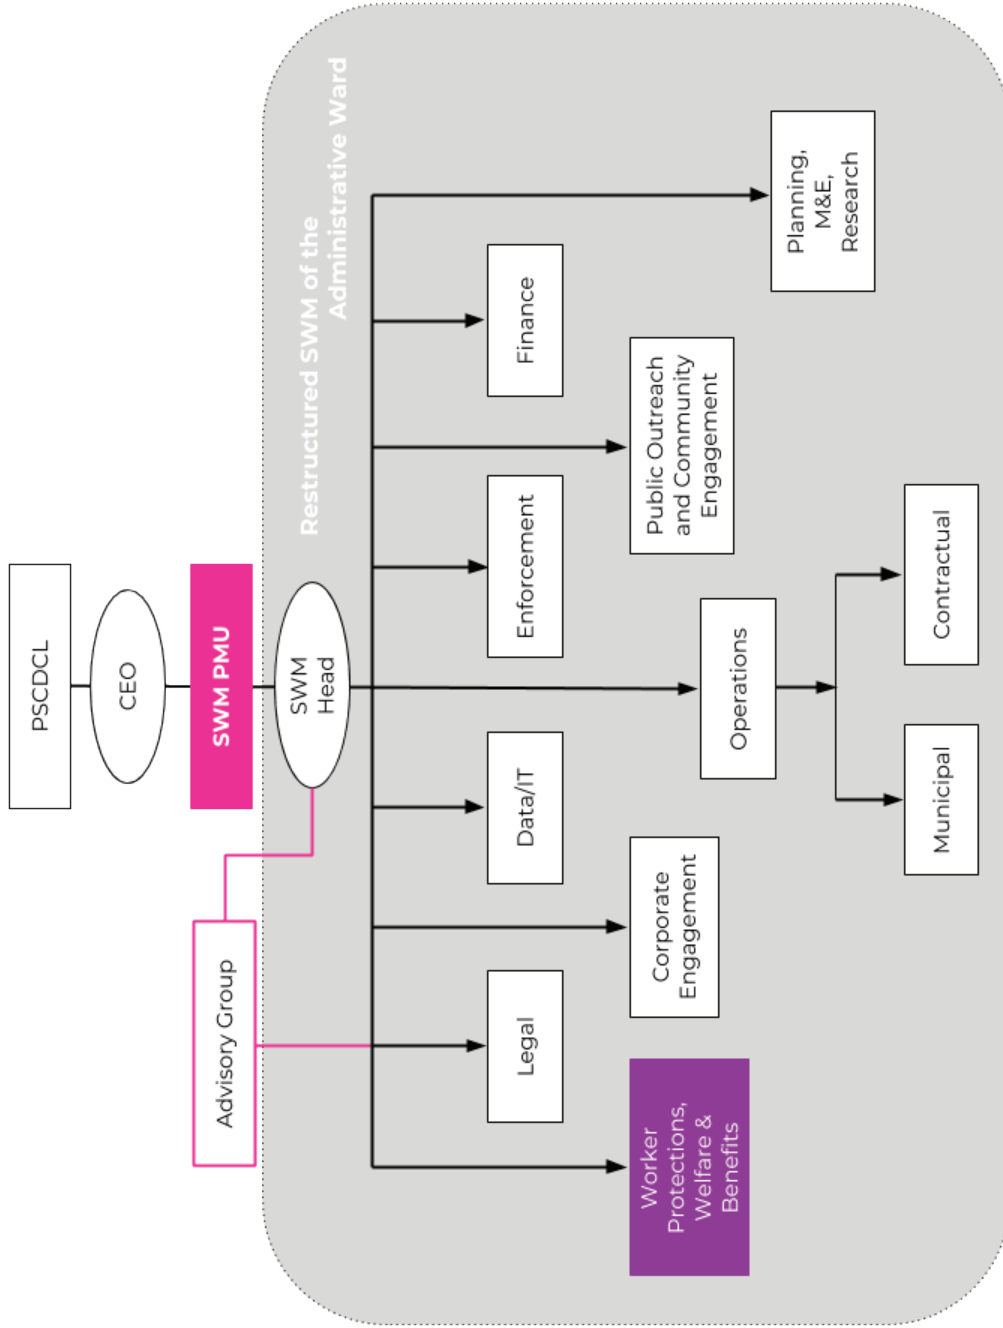 PSCDCL
CEO
SWM PMU
Advisory Group
SWM
Head
Restructured SWM of the
Administrative Ward
Legal
Data/IT
Enforcement
Finance
Worker
Protections,
Welfare &
Benefits
Corporate
Engagement
Public Outreach
and Community
Engagement
Operations
Planning,
M&E,
Research
Municipal
Contractual